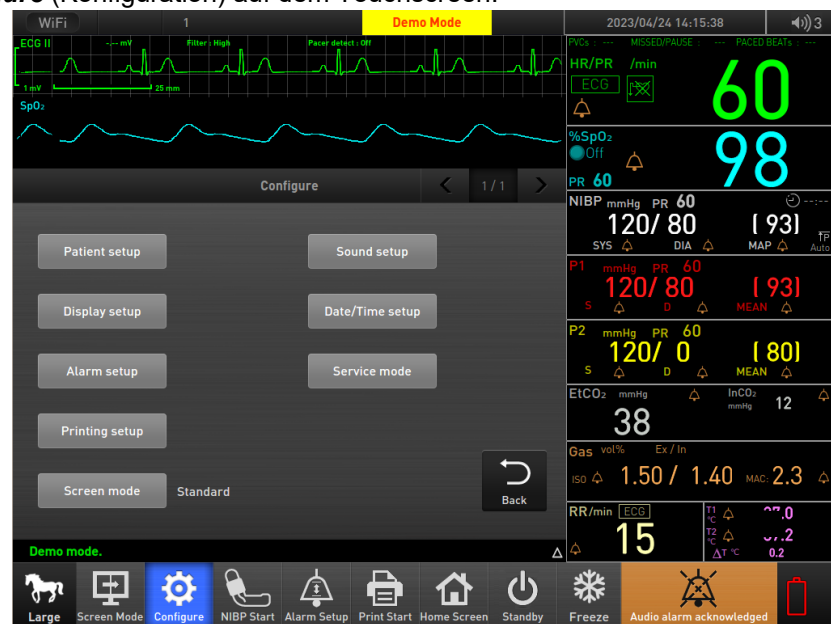 (Konfiguration) auf dem Touchscreen.
WiFi
1
Demo Mode
2023/04/24 14:15:38
3
ECG II
-.-- mV
Filter : High
Pacer detect : Off
1 mV
25 mm
SpO₂
Configure
1/1
Patient setup
Sound setup
Display setup
Date/Time setup
Alarm setup
Service mode
Printing setup
Screen mode
Standard
Back
Demo mode.
PVCs : --- MISSED/PAUSE : --- PACED BEATs : ---
HR/PR /min
ECG
60
%SpO₂
Off
98
PR 60
NIBP mmHg PR 60
--:--
120/ 80 ( 93)
SYS DIA MAP
Auto
P1 mmHg PR 60
120/ 80 ( 93)
S D MEAN
P2 mmHg PR 60
120/ 0 ( 80)
S D MEAN
EtCO₂ mmHg
38
InCO₂
mmHg
12
Gas vol% Ex / In
ISO 1.50 / 1.40 MAC: 2.3
RR/min ECG
15
T1
°C
T2
°C
ΔT °C 0.2
Large
Screen Mode
Configure
NIBP Start
Alarm Setup
Print Start
Home Screen
Standby
Freeze
Audio alarm acknowledged